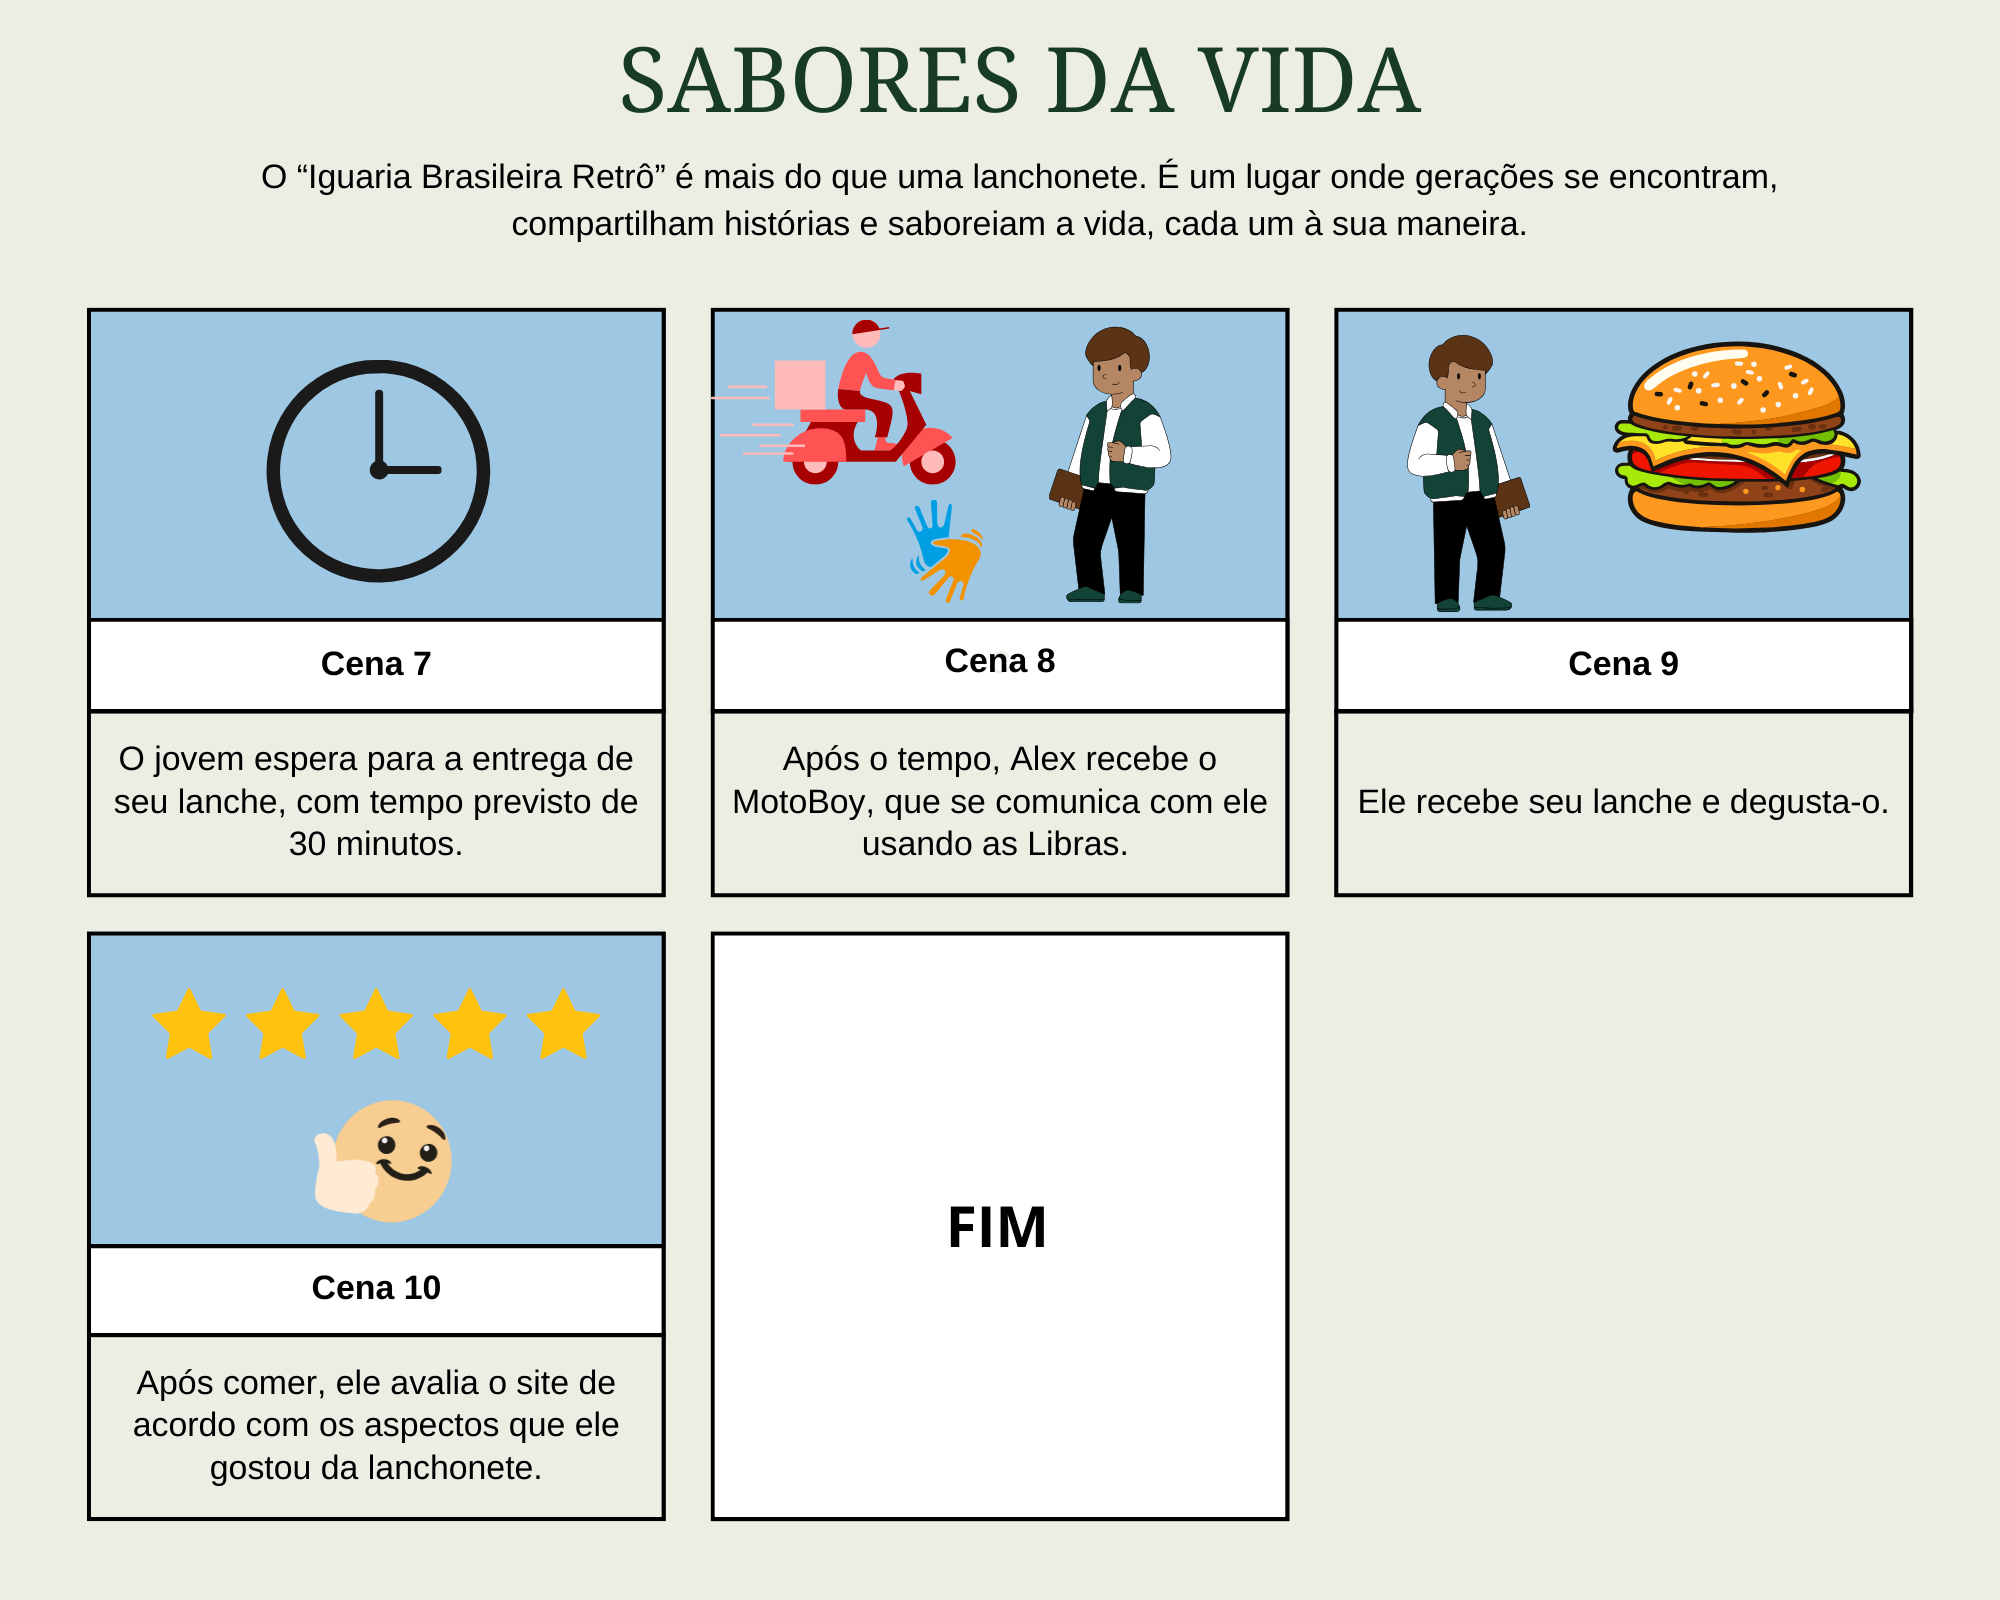 SABORES DA VIDA
O “Iguaria Brasileira Retrô” é mais do que uma lanchonete. É um lugar onde gerações se encontram,
compartilham histórias e saboreiam a vida, cada um à sua maneira.
Cena 7
O jovem espera para a entrega de
seu lanche, com tempo previsto de
30 minutos.
Cena 8
Após o tempo, Alex recebe o
MotoBoy, que se comunica com ele
usando as Libras.
Cena 9
Ele recebe seu lanche e degusta-o.
Cena 10
Após comer, ele avalia o site de
acordo com os aspectos que ele
gostou da lanchonete.
FIM